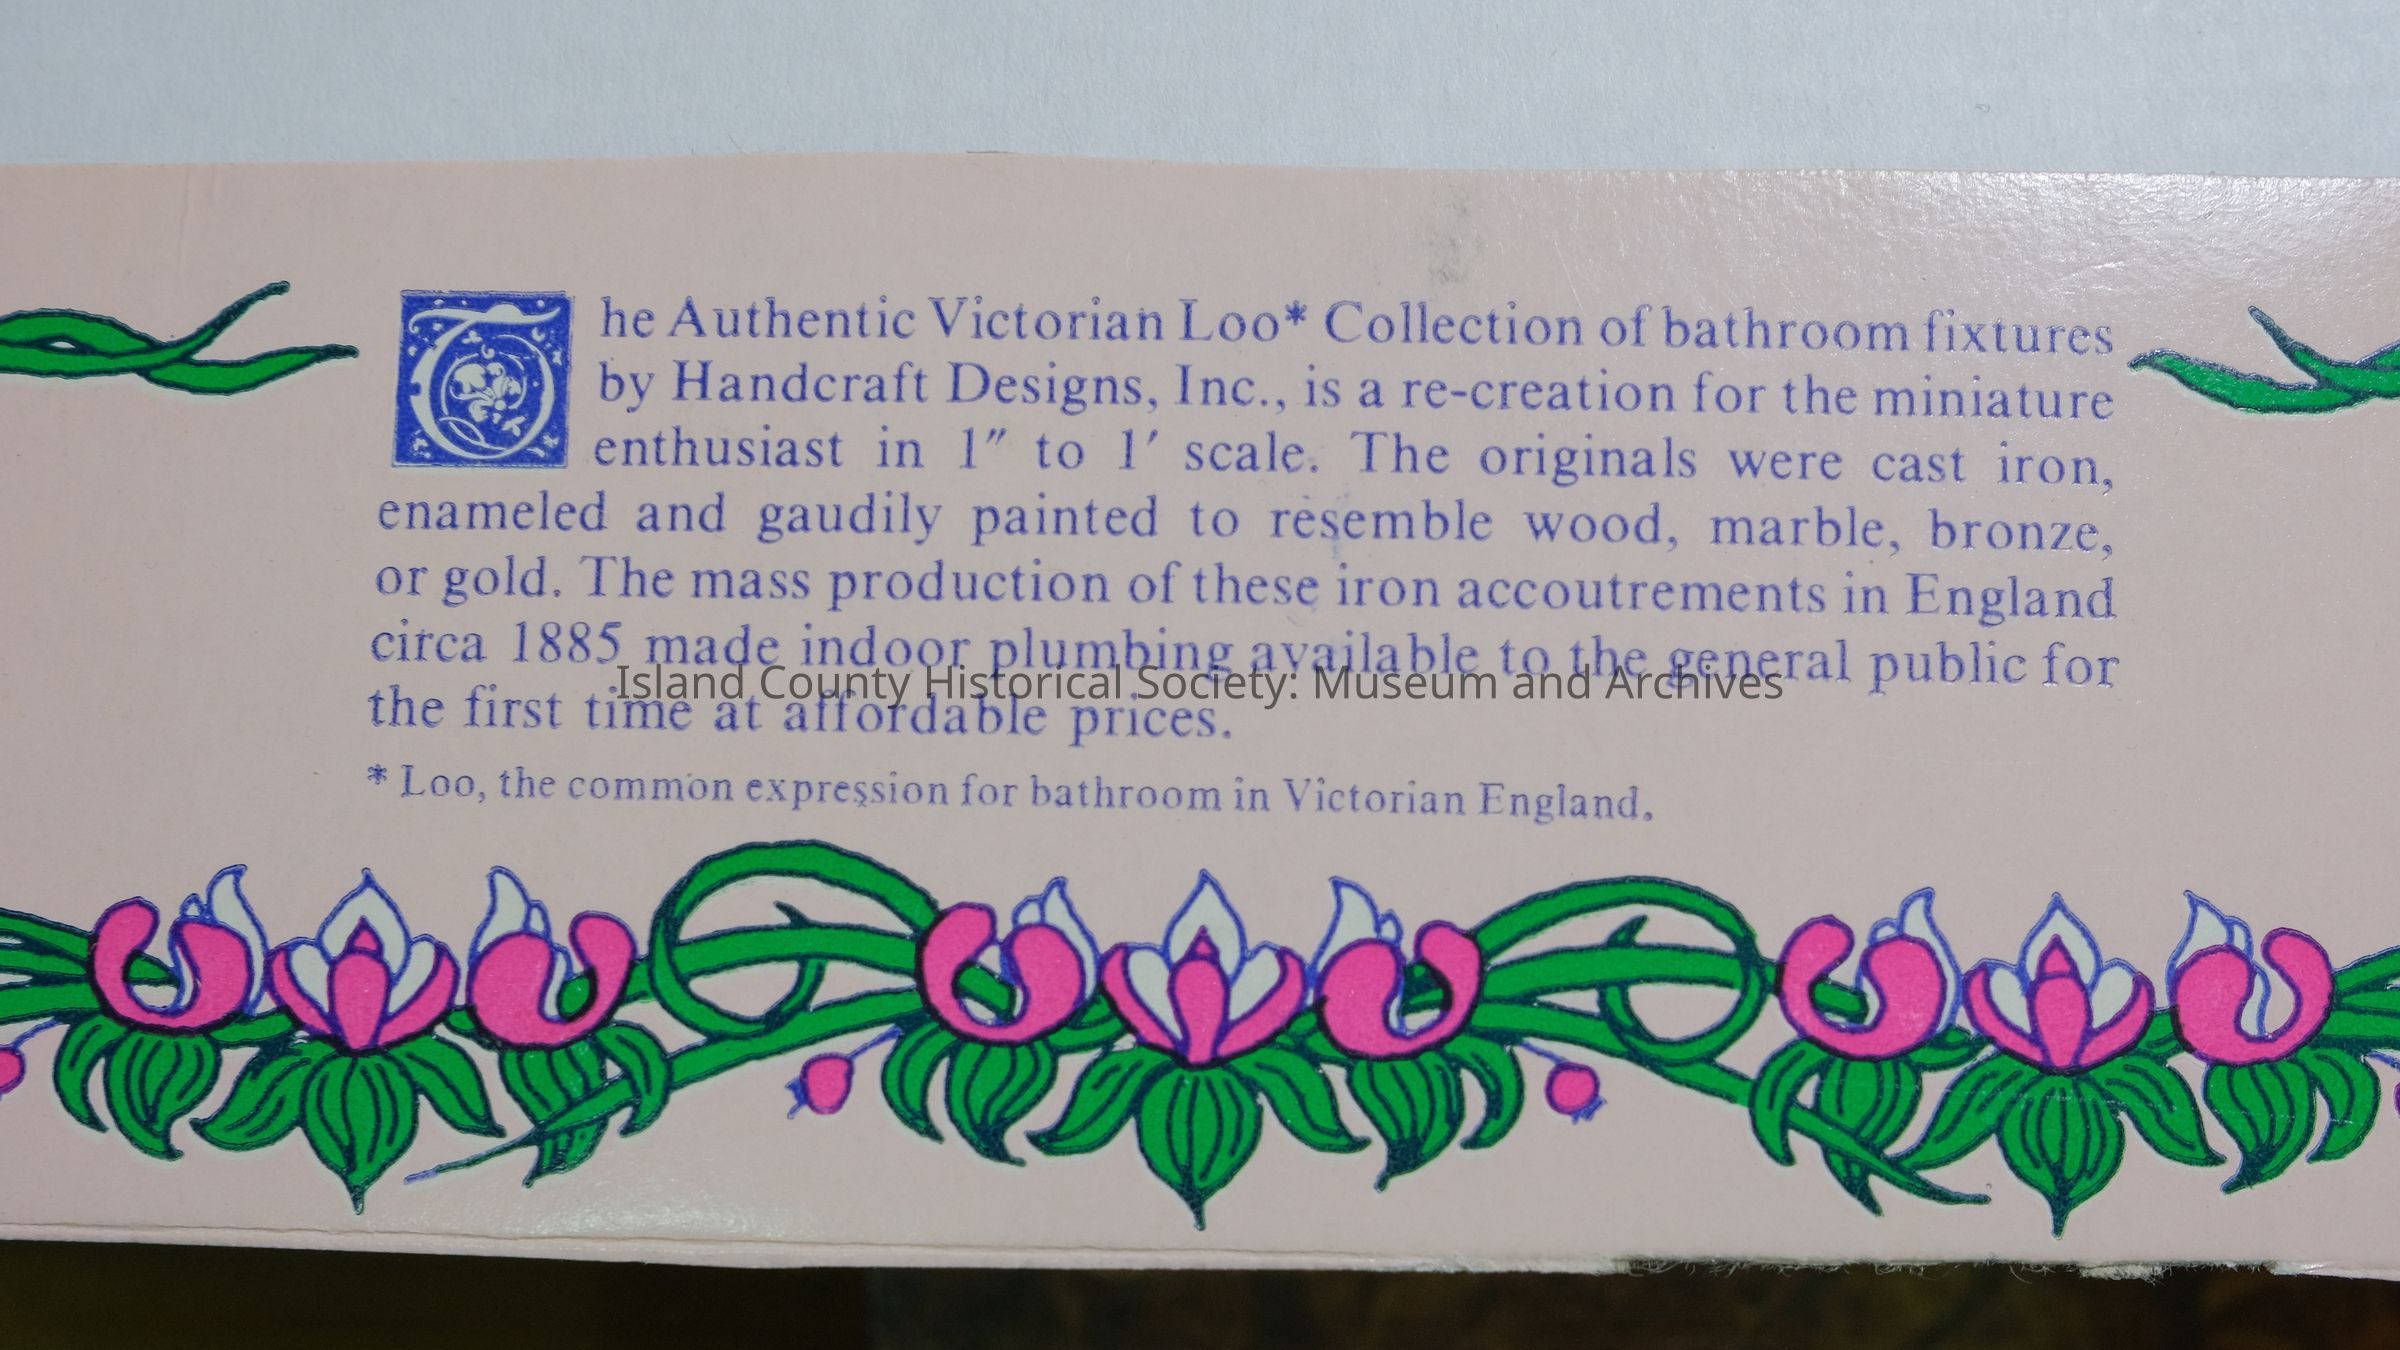 The Authentic Victorian Loo* Collection of bathroom fixtures
by Handcraft Designs, Inc., is a re-creation for the miniature
enthusiast in 1″ to 1′ scale. The originals were cast iron,
enameled and gaudily painted to resemble wood, marble, bronze,
or gold. The mass production of these iron accoutrements in England
circa 1885 made indoor plumbing available to the general public for
Island County Historical Society: Museum and Archives
the first time at affordable prices.
* Loo, the common expression for bathroom in Victorian England.